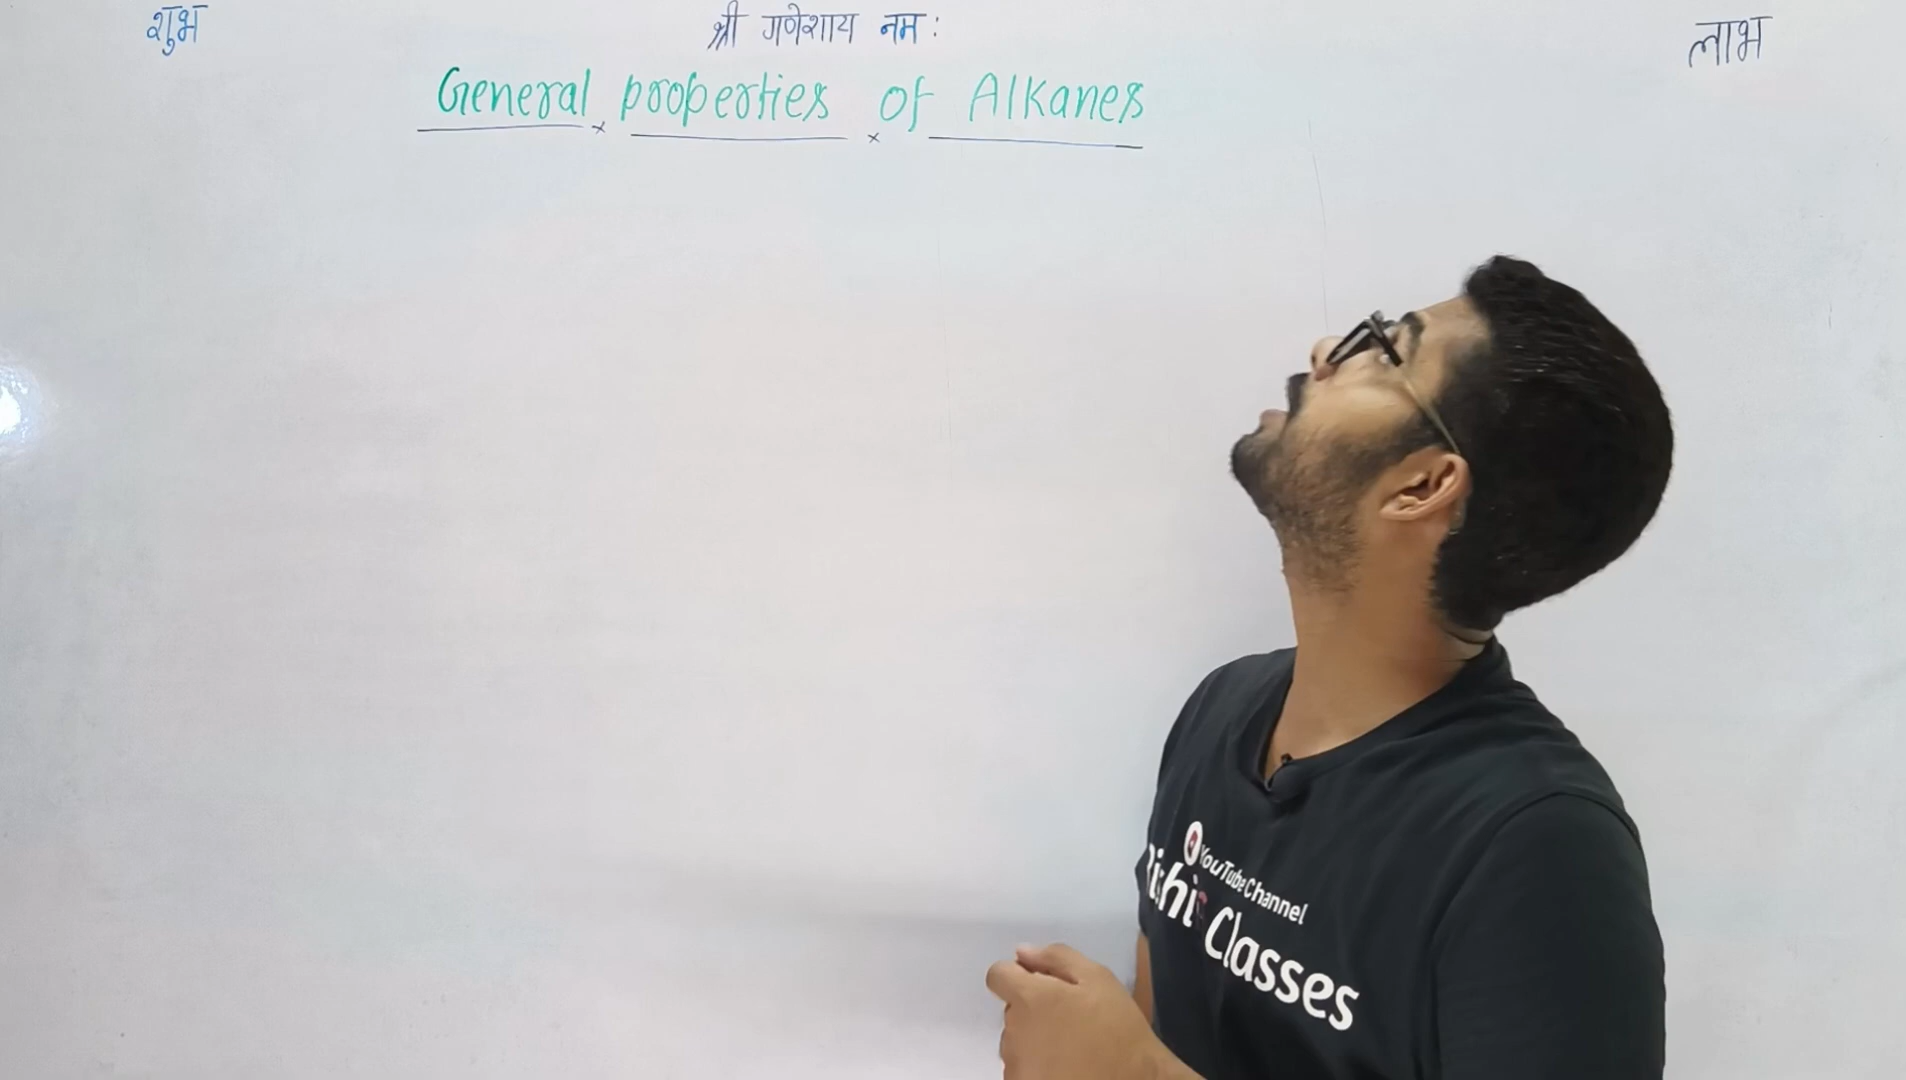 शुभ श्री गणेशाय नम: लाभ
General properties of Alkanes
YouTube Channel
Classes